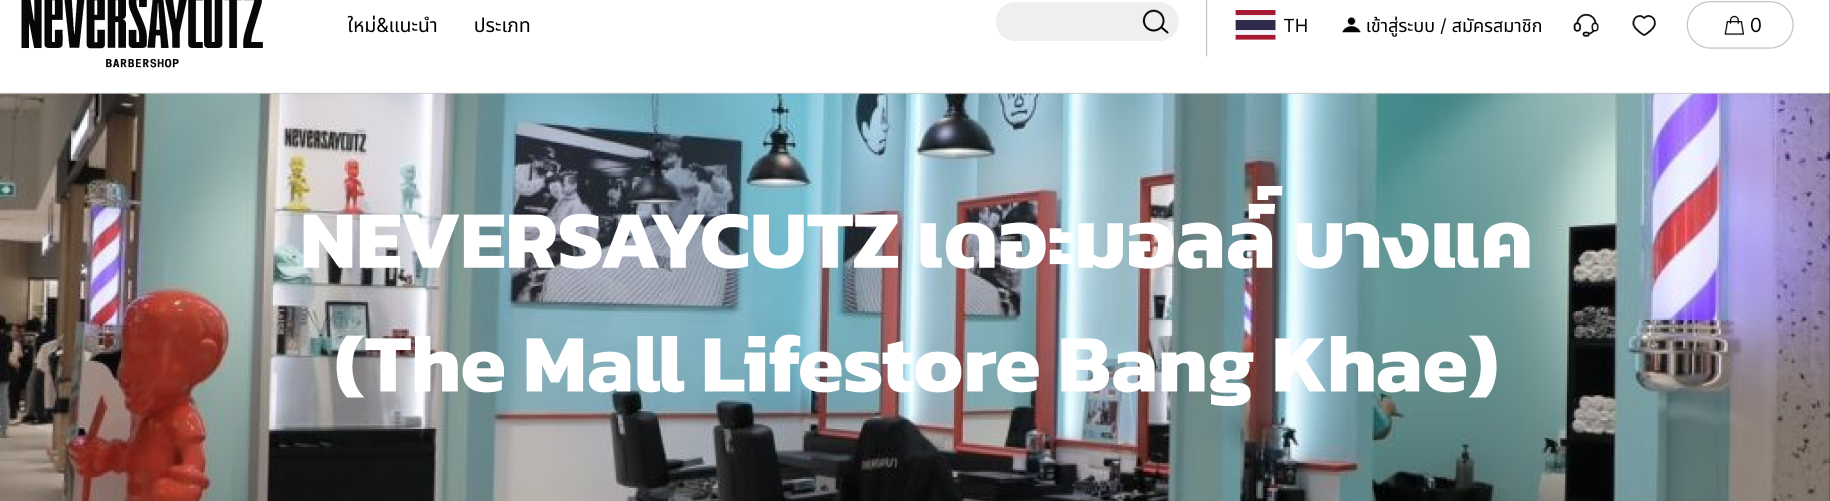 NEVERSAYCUTZ
BARBERSHOP
ใหม่&แนะนำ
ประเภท
TH
เข้าสู่ระบบ / สมัครสมาชิก
0
NEVERSAYCUTZ
NEVERSAYCUTZ เดอะมอลล์ บางแค
(The Mall Lifestore Bang Khae)